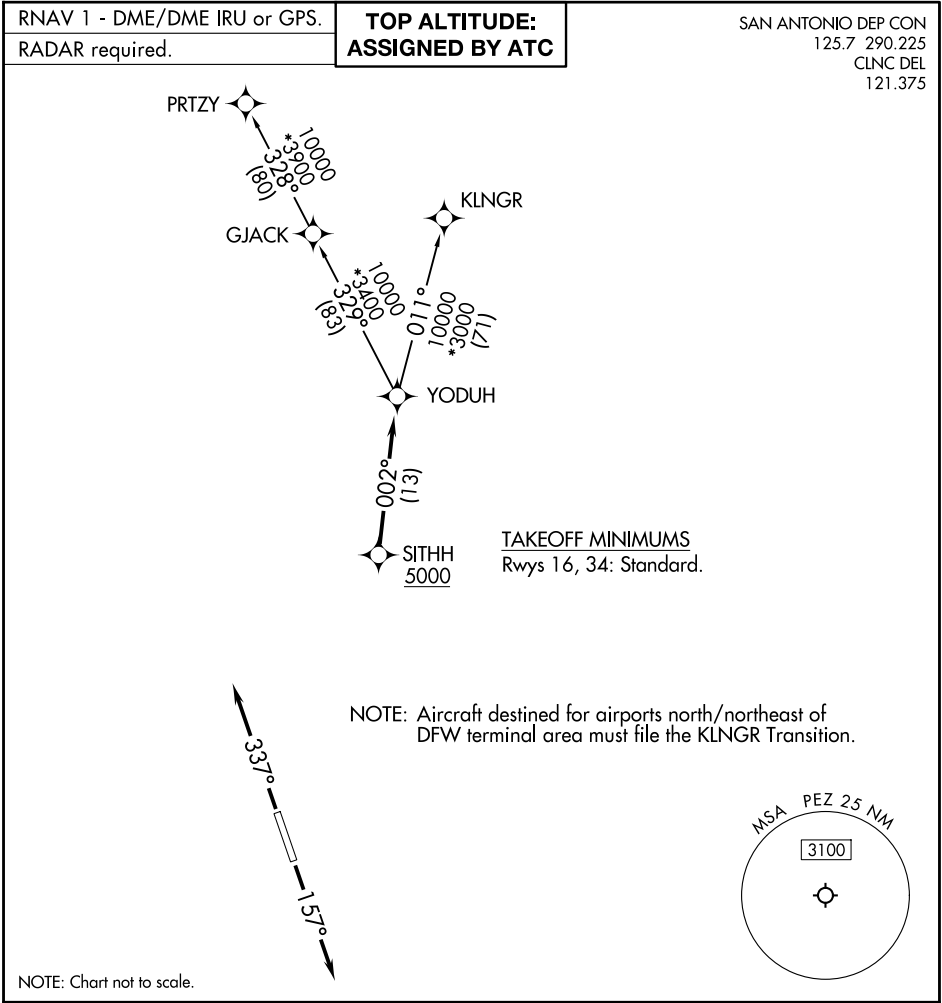 RNAV 1 - DME/DME IRU or GPS.
RADAR required.
TOP ALTITUDE:
ASSIGNED BY ATC
SAN ANTONIO DEP CON
125.7 290.225
CLNC DEL
121.375
PRTZY
10000
*3900
328°
(80)
KLNGR
GJACK
10000
*3400
329°
(83)
011°
10000
*3000
(71)
YODUH
002°
(13)
SITHH
5000
TAKEOFF MINIMUMS
Rwys 16, 34: Standard.
NOTE: Aircraft destined for airports north/northeast of
DFW terminal area must file the KLNGR Transition.
337°
157°
MSA PEZ 25 NM
3100
NOTE: Chart not to scale.